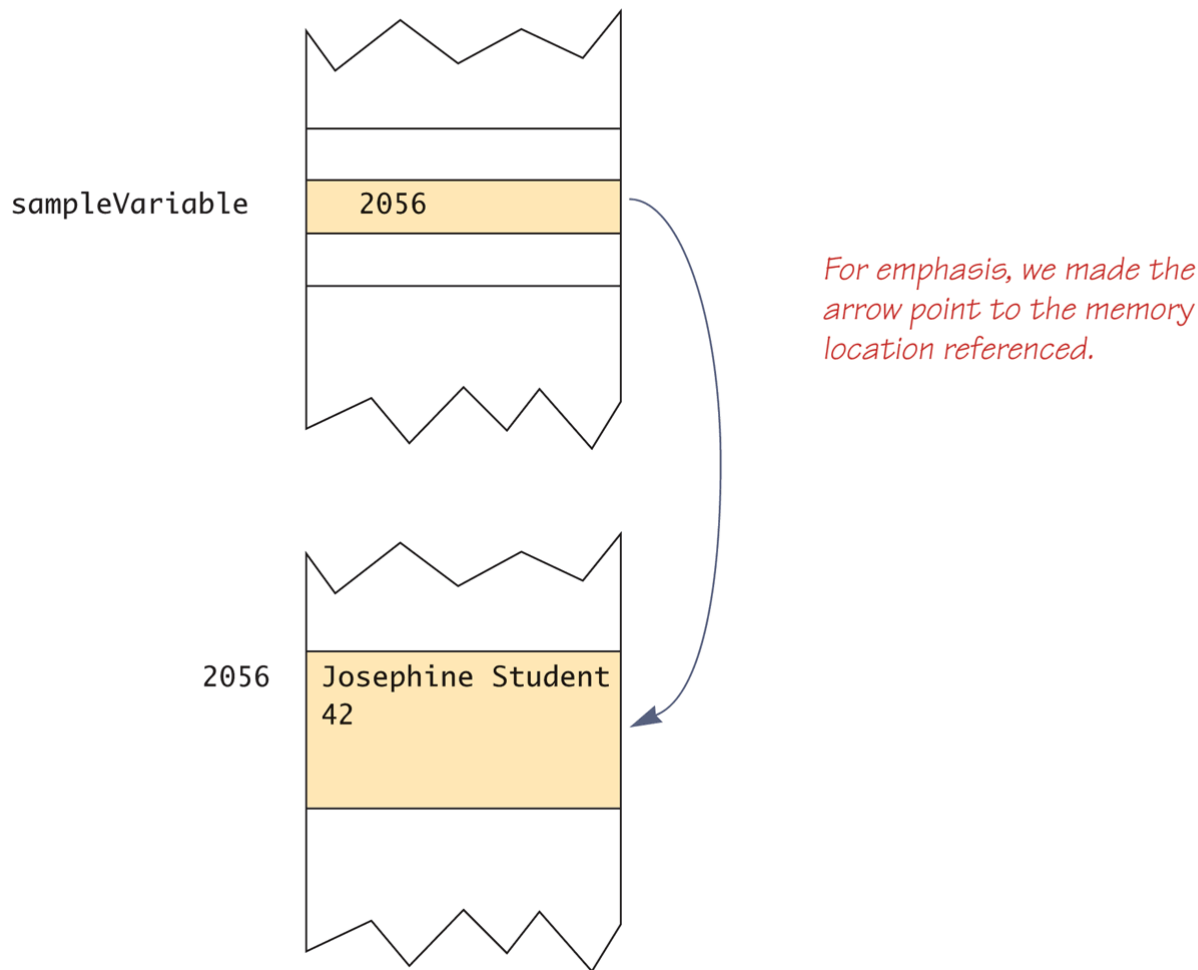 sampleVariable
2056
For emphasis, we made the
arrow point to the memory
location referenced.
2056
Josephine Student
42